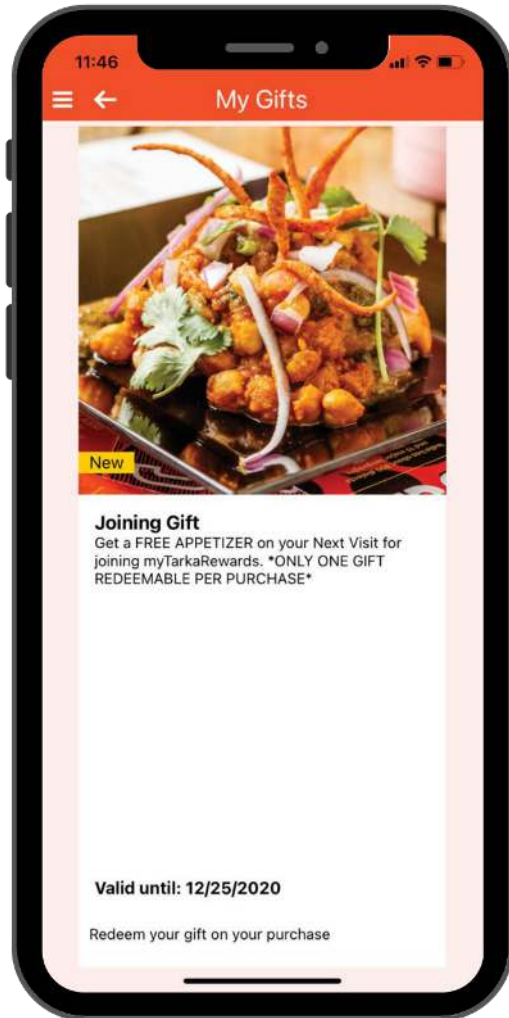 11:46
My Gifts
New
Joining Gift
Get a FREE APPETIZER on your Next Visit for
joining myTarkaRewards. *ONLY ONE GIFT
REDEEMABLE PER PURCHASE*
Valid until: 12/25/2020
Redeem your gift on your purchase